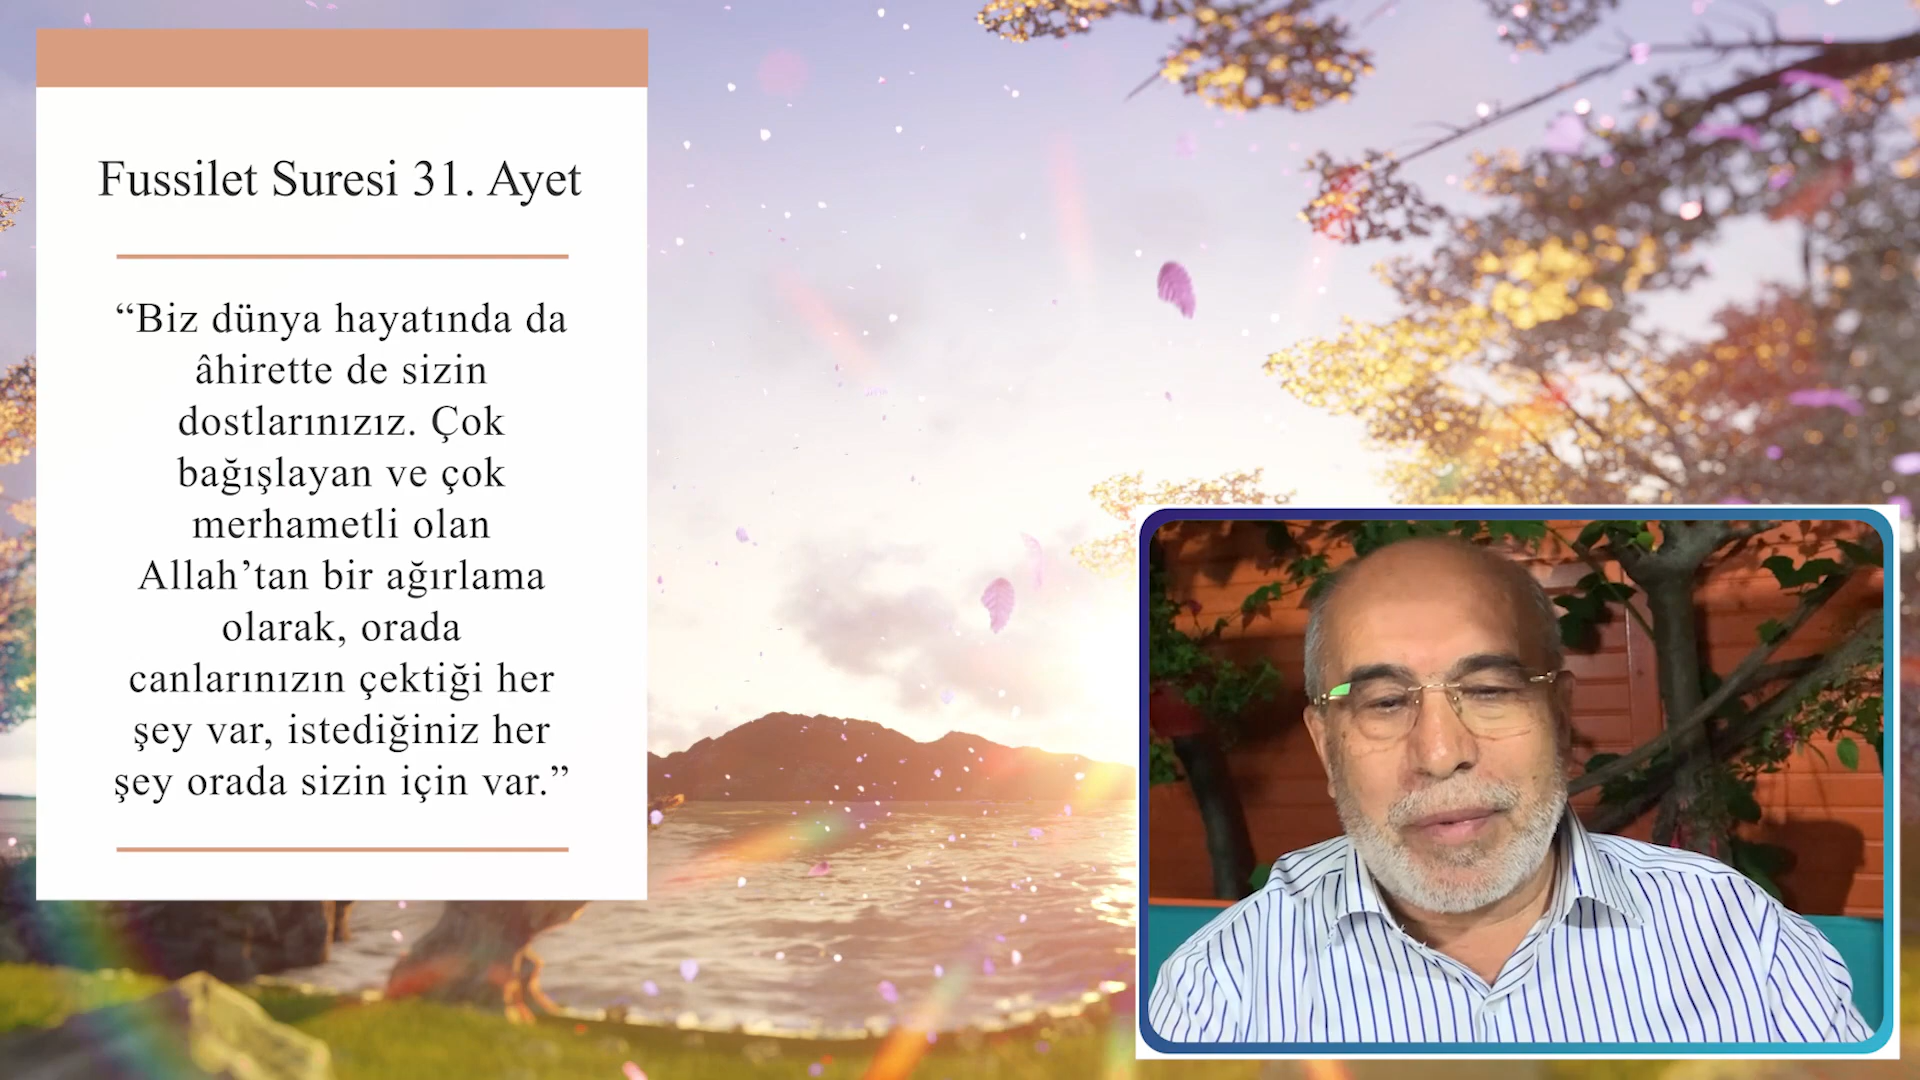 Fussilet Suresi 31. Ayet
“Biz dünya hayatında da
âhirette de sizin
dostlarınızız. Çok
bağışlayan ve çok
merhametli olan
Allah’tan bir ağırlama
olarak, orada
canlarınızın çektiği her
şey var, istediğiniz her
şey orada sizin için var.”